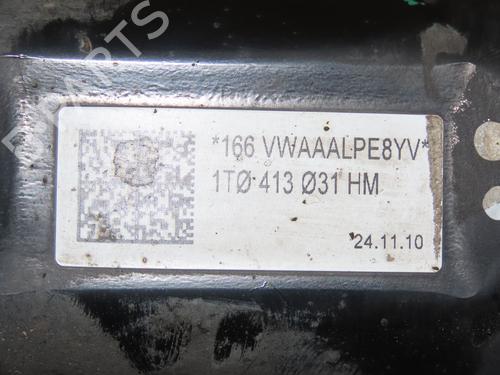 *166 VWAAALPE8YV*
1TØ 413 Ø31 HM
24.11.10